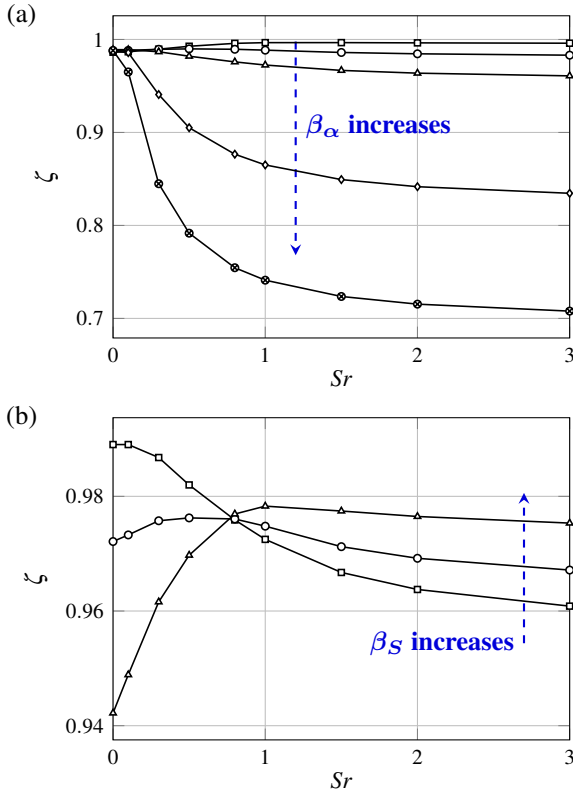 (a)
1
0.9
0.8
0.7
ζ
β_α increases
0 1 2 3
Sr
(b)
0.98
0.96
0.94
ζ
β_S increases
0 1 2 3
Sr